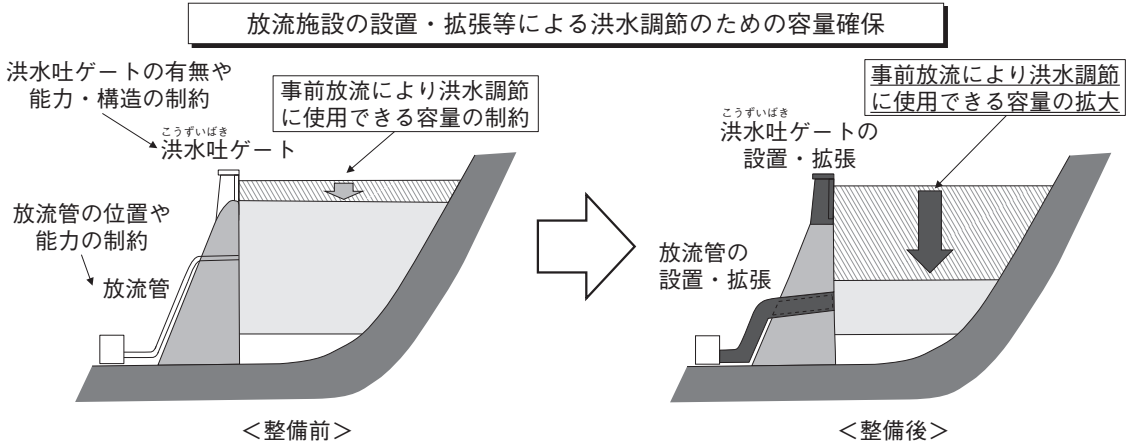 放流施設の設置・拡張等による洪水調節のための容量確保
洪水吐ゲートの有無や
能力・構造の制約
こうずいばき
洪水吐ゲート
事前放流により洪水調節
に使用できる容量の制約
放流管の位置や
能力の制約
放流管
<整備前>
事前放流により洪水調節
に使用できる容量の拡大
こうずいばき
洪水吐ゲートの
設置・拡張
放流管の
設置・拡張
<整備後>